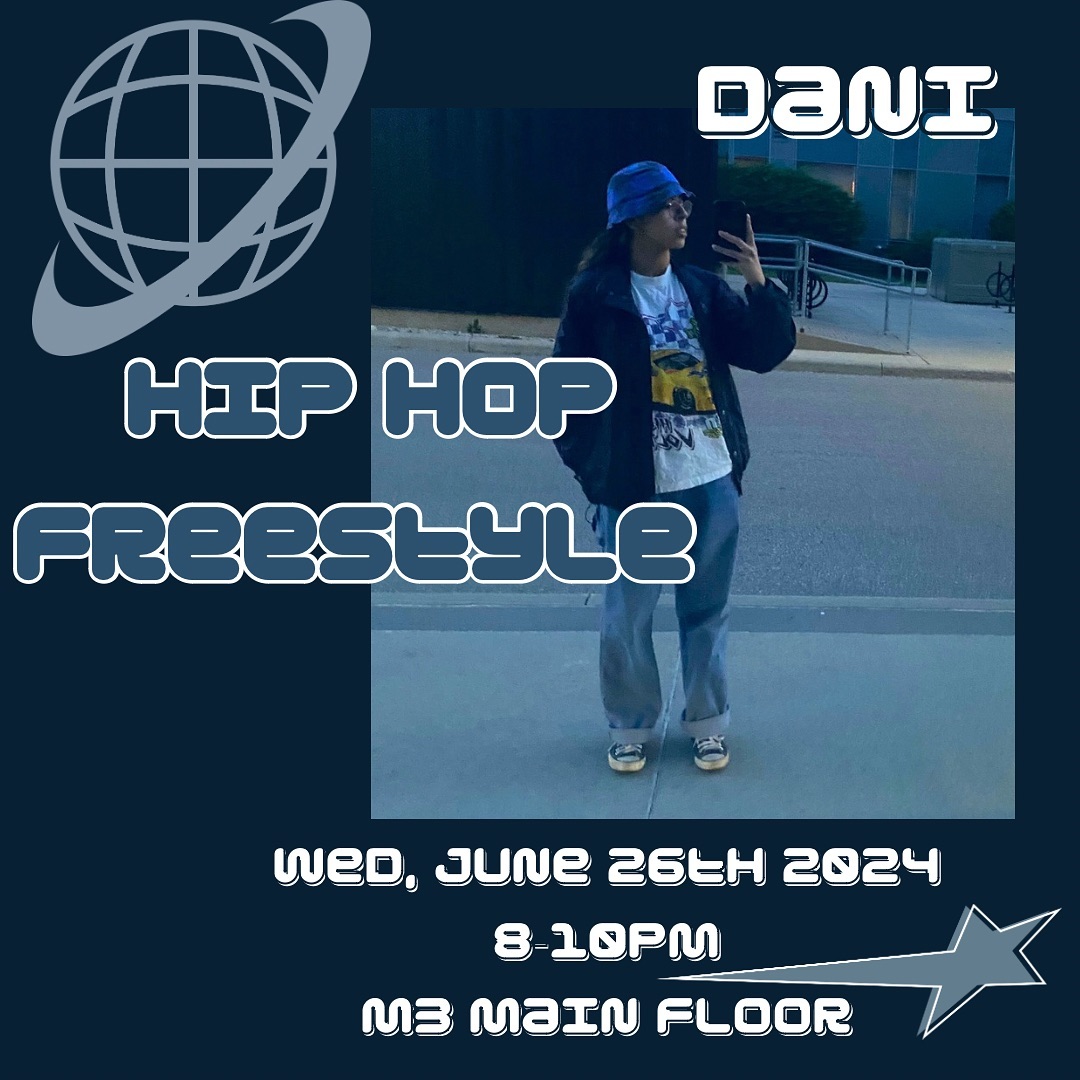 DANI
HIP HOP
FREESTYLE
WED, JUNE 26TH 2024
8-10PM
M3 MAIN FLOOR